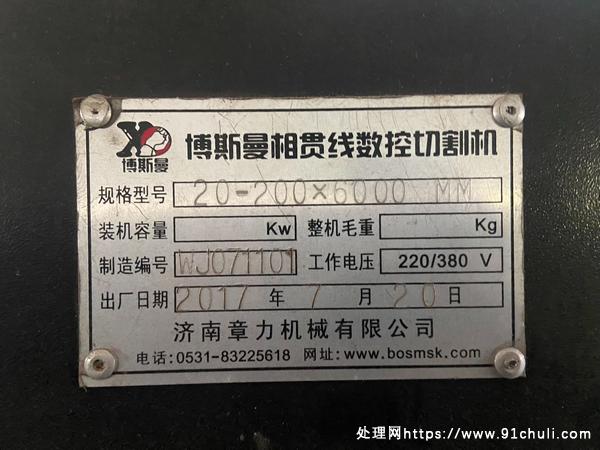 博斯曼 博斯曼相贯线数控切割机
规格型号 20-200×6000 MM
装机容量 Kw 整机毛重 Kg
制造编号 WJ071101 工作电压 220/380 V
出厂日期 2017 年 7 月 20 日
济南章力机械有限公司
电话:0531-83225618 网址:www.bosmsk.com
处理网https://www.91chuli.com/